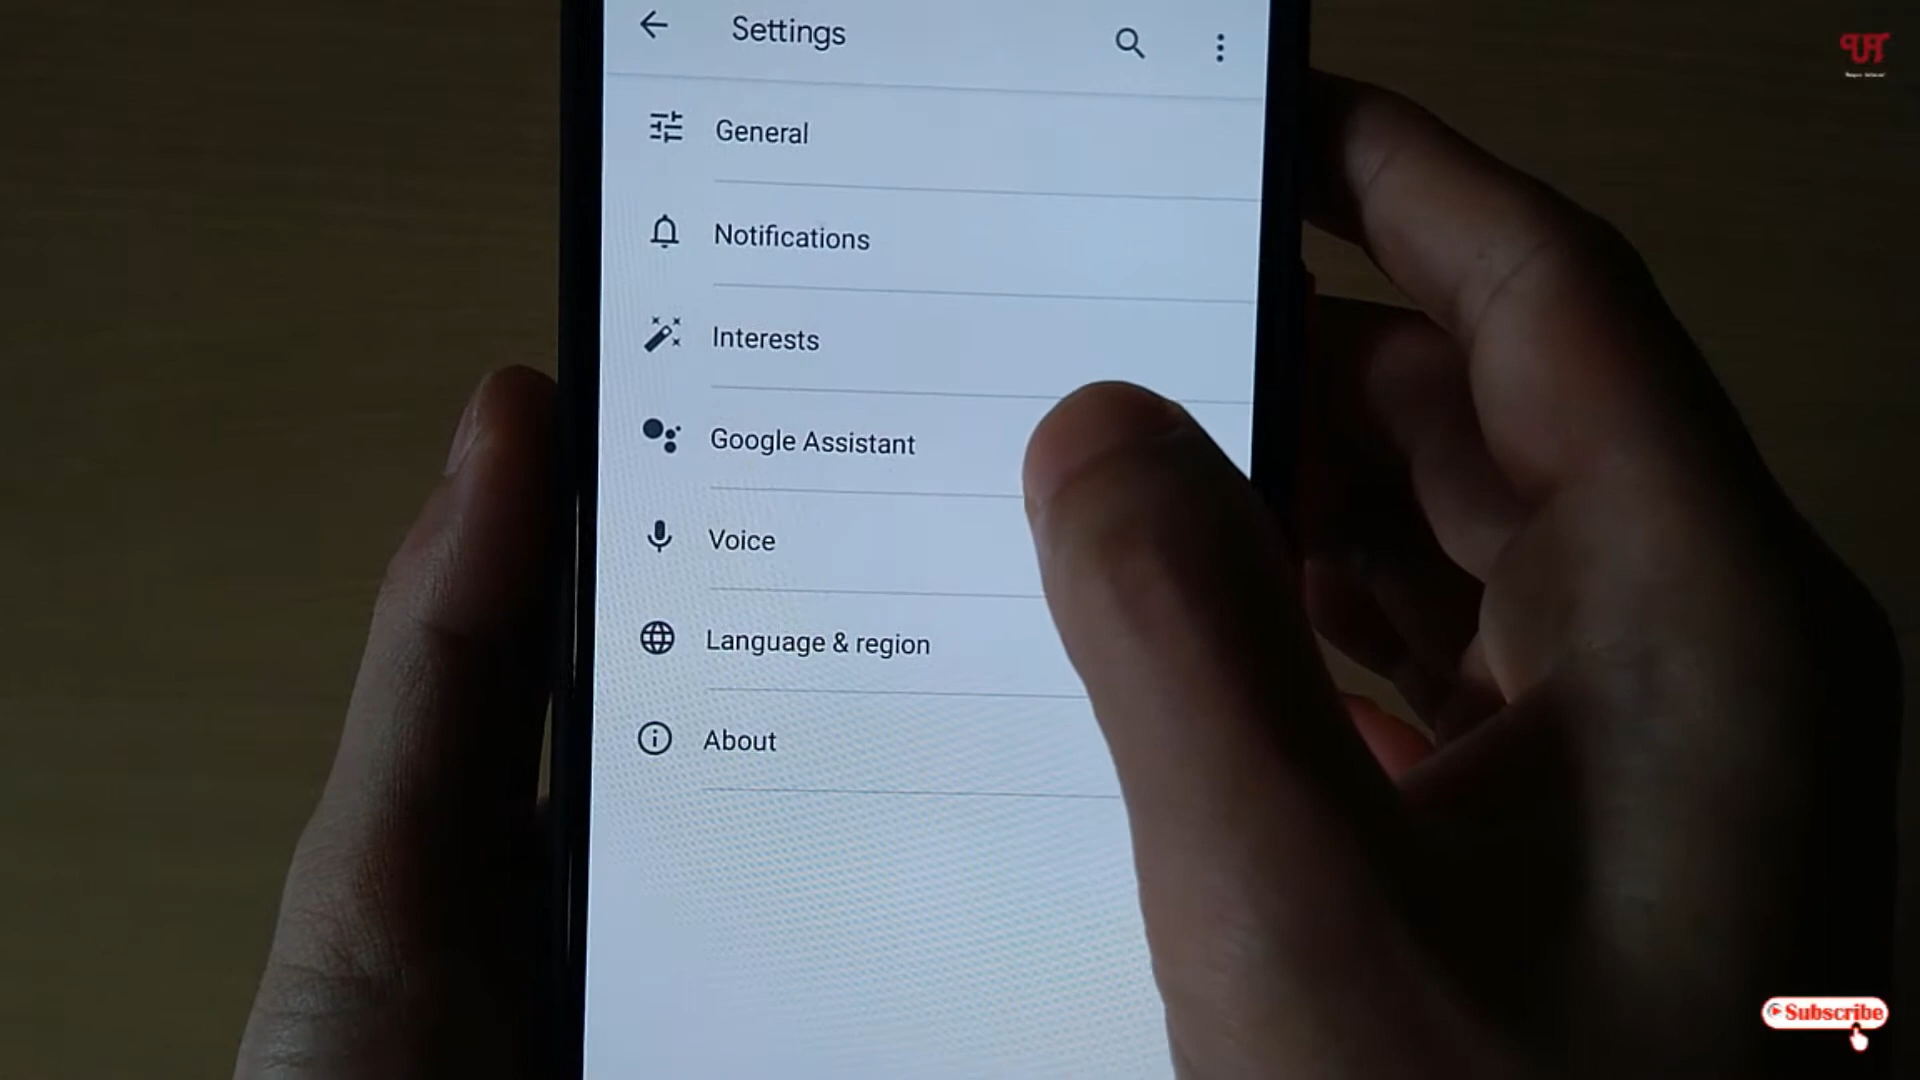 Settings
General
Notifications
Interests
Google Assistant
Voice
Language & region
About
Subscribe